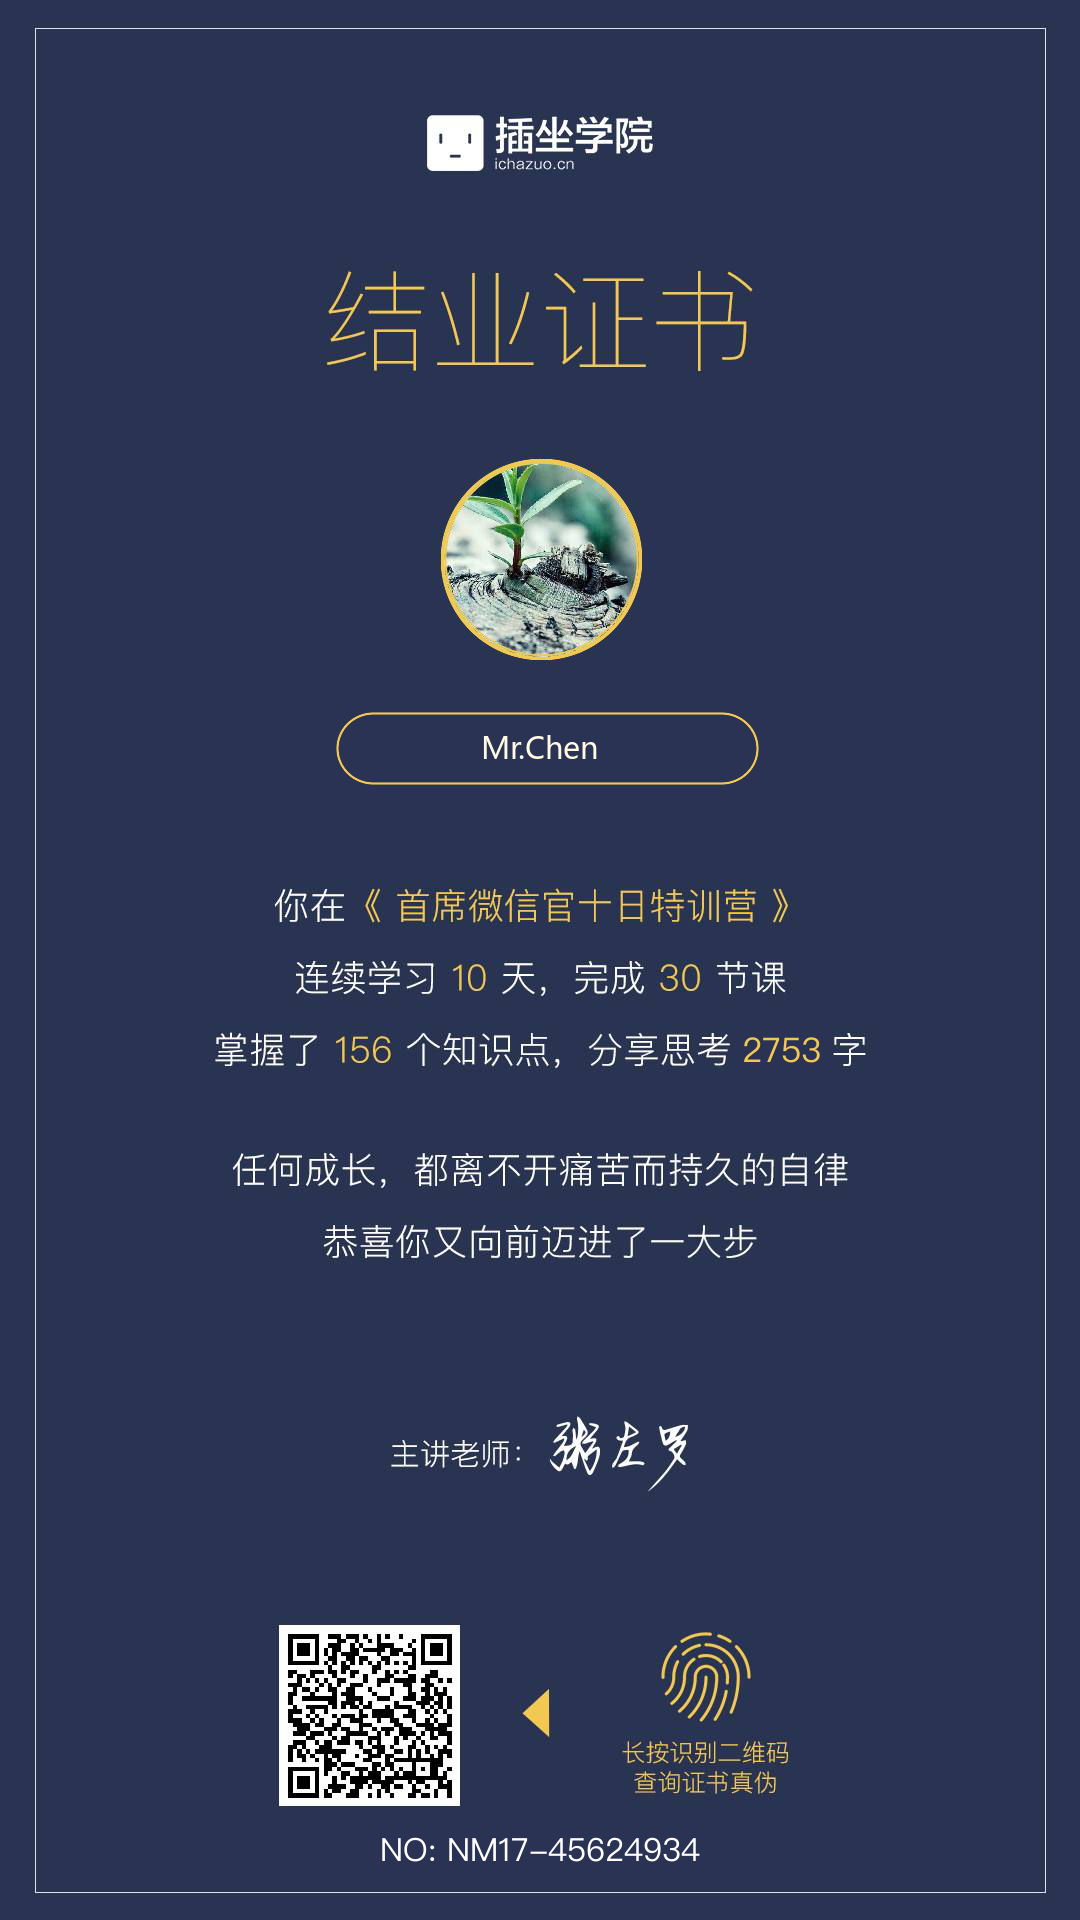 插坐学院
ichazuo.cn
结业证书
Mr.Chen
你在《 首席微信官十日特训营 》
连续学习 10 天，完成 30 节课
掌握了 156 个知识点，分享思考 2753 字
任何成长，都离不开痛苦而持久的自律
恭喜你又向前迈进了一大步
主讲老师：粥左罗
长按识别二维码
查询证书真伪
NO: NM17-45624934